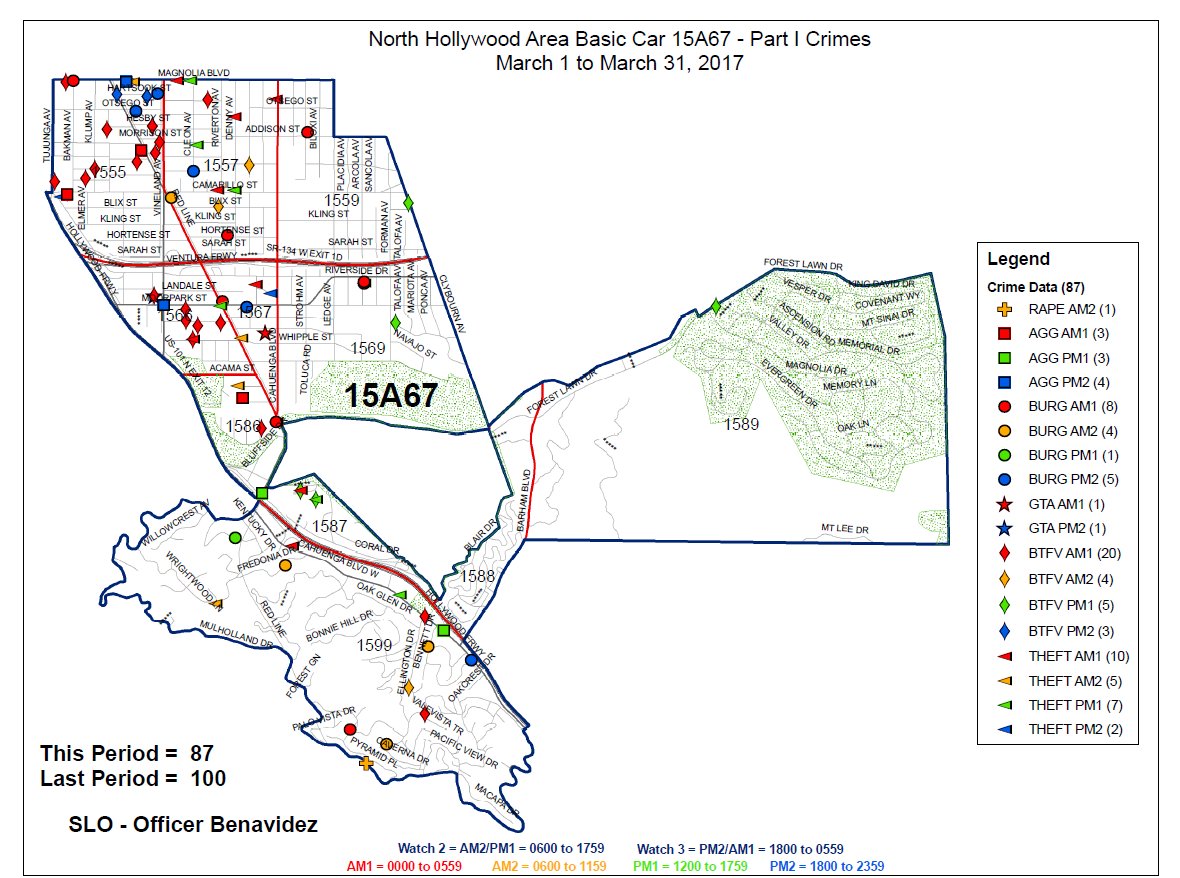 North Hollywood Area Basic Car 15A67 - Part I Crimes
March 1 to March 31, 2017
MAGNOLIA BLVD
HARTSOOK ST
OTSEGO ST
OTSEGO ST
HESBY ST
MORRISON ST
ADDISON ST
TUJUNGA AV
BAKMAN AV
KLUMP AV
CLEON AV
RIVERTON AV
DENNY AV
BILOXI AV
PLACIDIA AV
ARCOLA AV
SANCOLA AV
1555
1557
1559
VINELAND AV
RED LINE
CAMARILLO ST
ELMER AV
BLIX ST
BLIX ST
KLING ST
KLING ST
KLING ST
HORTENSE ST
HORTENSE ST
SARAH ST
SARAH ST
SARAH ST
FORMAN AV
TALOFA AV
HOLLYWOOD FRWY
VENTURA FRWY
SR-134 W EXIT 1D
RIVERSIDE DR
LANDALE ST
MOORPARK ST
STROHM AV
LEDGE AV
TALOFA AV
MARIOTA AV
PONCA AV
CLYBOURN AV
1565
1567
1569
WHIPPLE ST
NAVAJO ST
US-101 N EXIT 12
ACAMA ST
CAHUENGA BLVD
TOLUCA RD
15A67
1586
BLUFFSIDE
FOREST LAWN DR
FOREST LAWN DR
VESPER DR
KING DAVID DR
COVENANT WY
MT SINAI DR
ASCENSION RD
VALLEY DR
MEMORIAL DR
MAGNOLIA DR
EVERGREEN DR
MEMORY LN
OAK LN
1589
MT LEE DR
BARHAM BLVD
BLAIR DR
1587
1588
CORAL DR
CAHUENGA BLVD W
KENTUCKY DR
WILLOWCREST AV
FREDONIA DR
WRIGHTWOOD LN
OAK GLEN DR
HOLLYWOOD FRWY
RED LINE
BONNIE HILL DR
MULHOLLAND DR
1599
BENNETT DR
ELLINGTON DR
OAKCREST DR
FOREST GN
PALO VISTA DR
VALEVISTA TR
CAVERNA DR
PACIFIC VIEW DR
PYRAMID PL
MACAPA DR
Legend
Crime Data (87)
RAPE AM2 (1)
AGG AM1 (3)
AGG PM1 (3)
AGG PM2 (4)
BURG AM1 (8)
BURG AM2 (4)
BURG PM1 (1)
BURG PM2 (5)
GTA AM1 (1)
GTA PM2 (1)
BTFV AM1 (20)
BTFV AM2 (4)
BTFV PM1 (5)
BTFV PM2 (3)
THEFT AM1 (10)
THEFT AM2 (5)
THEFT PM1 (7)
THEFT PM2 (2)
This Period = 87
Last Period = 100
SLO - Officer Benavidez
Watch 2 = AM2/PM1 = 0600 to 1759 Watch 3 = PM2/AM1 = 1800 to 0559
AM1 = 0000 to 0559 AM2 = 0600 to 1159 PM1 = 1200 to 1759 PM2 = 1800 to 2359